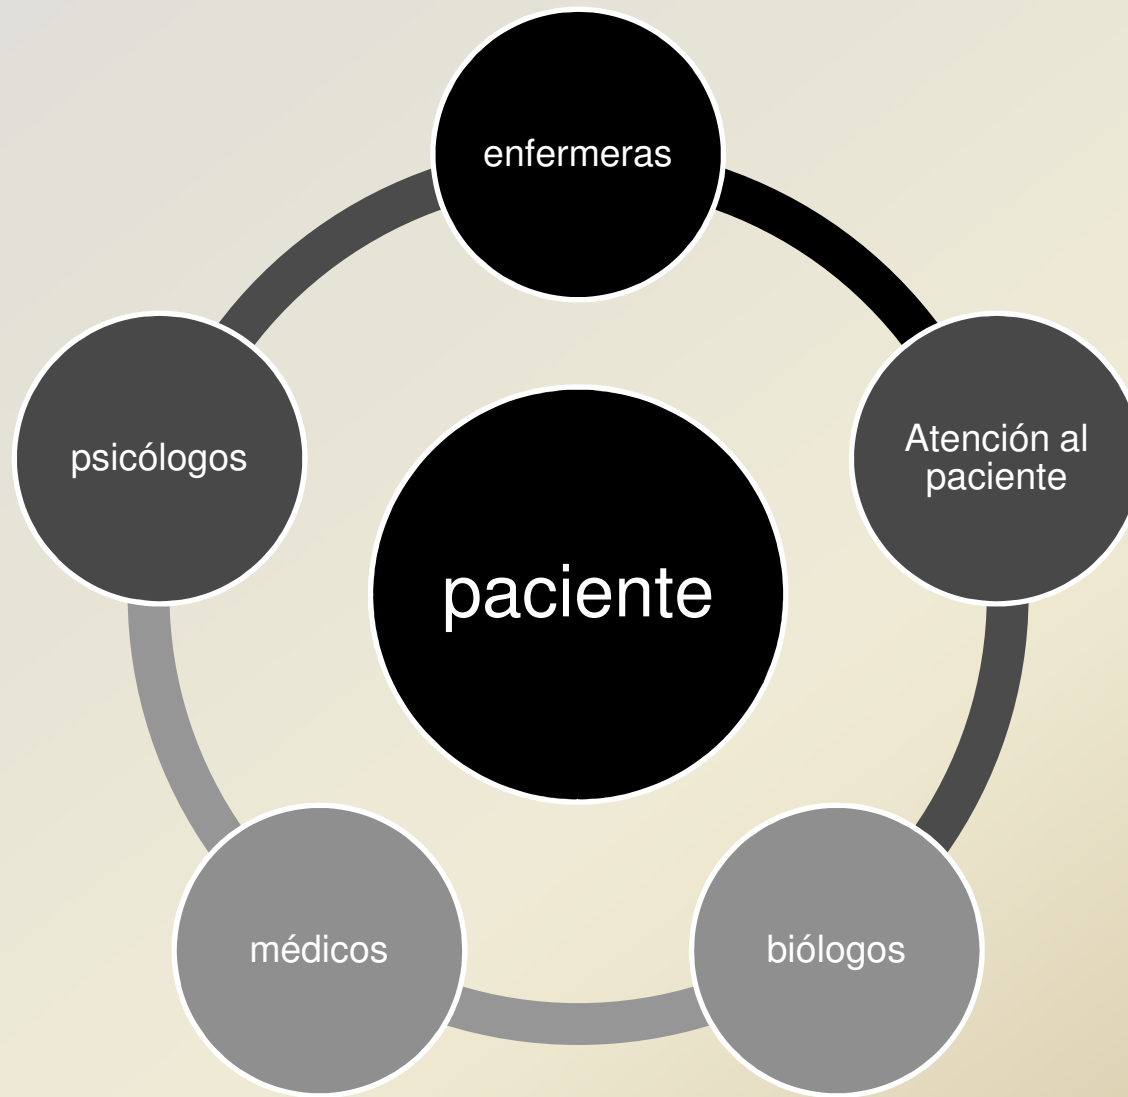 enfermeras
Atención al
paciente
psicólogos
paciente
médicos
biólogos